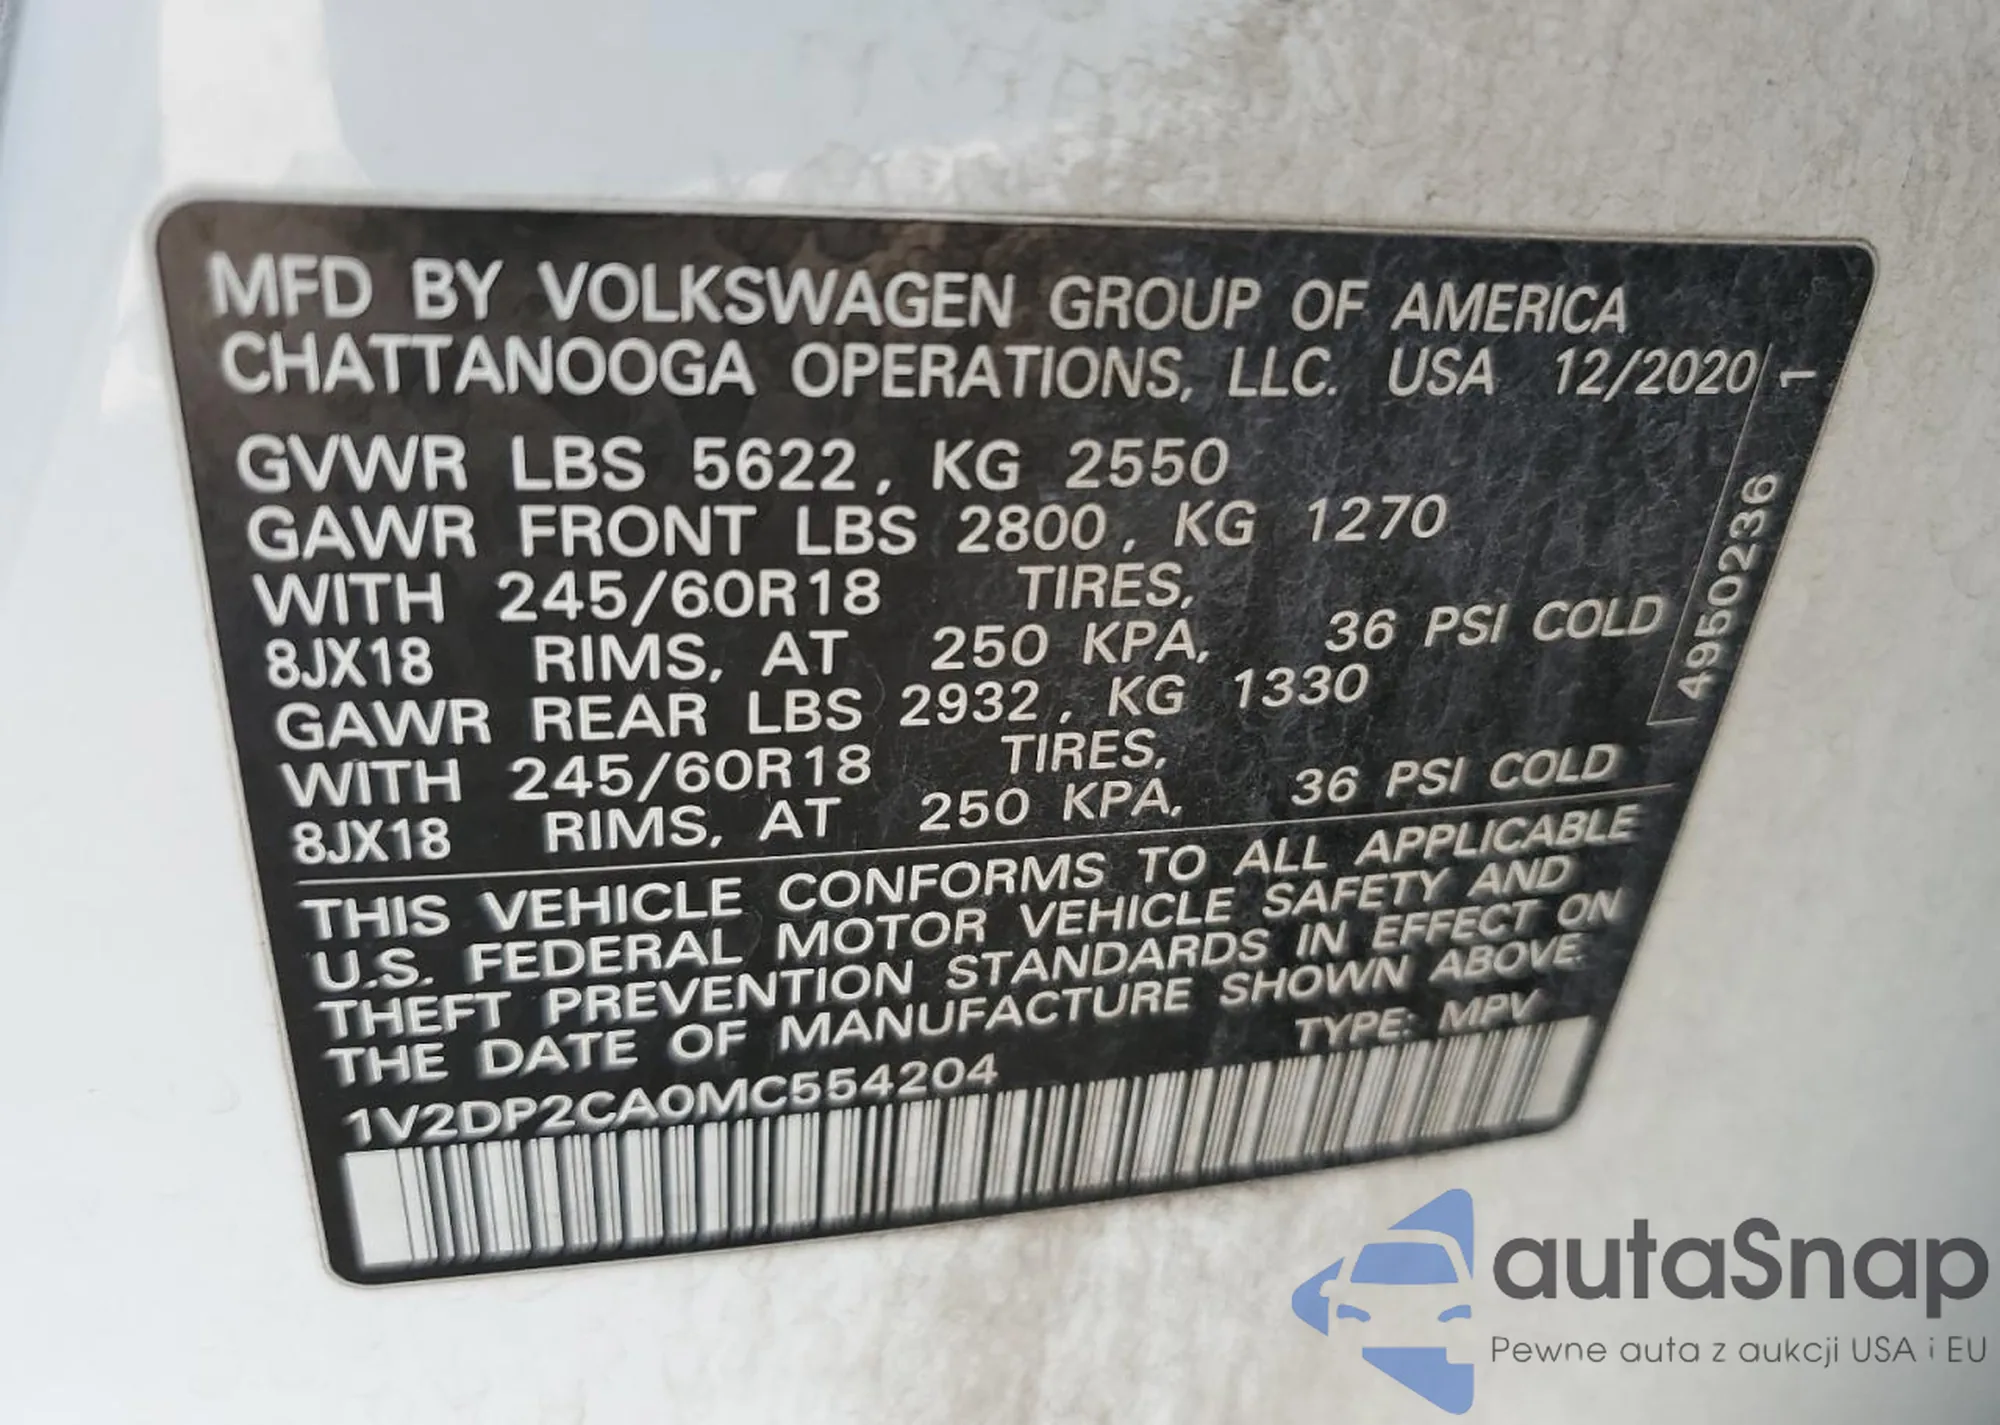 MFD BY VOLKSWAGEN GROUP OF AMERICA
CHATTANOOGA OPERATIONS, LLC. USA 12/2020
GVWR LBS 5622, KG 2550
GAWR FRONT LBS 2800, KG 1270
WITH 245/60R18 TIRES,
8JX18 RIMS, AT 250 KPA, 36 PSI COLD
GAWR REAR LBS 2932, KG 1330
WITH 245/60R18 TIRES,
8JX18 RIMS, AT 250 KPA, 36 PSI COLD
THIS VEHICLE CONFORMS TO ALL APPLICABLE
U.S. FEDERAL MOTOR VEHICLE SAFETY AND
THEFT PREVENTION STANDARDS IN EFFECT ON
THE DATE OF MANUFACTURE SHOWN ABOVE.
TYPE: MPV
1V2DP2CA0MC554204
4950236 1
autaSnap
Pewne auta z aukcji USA i EU